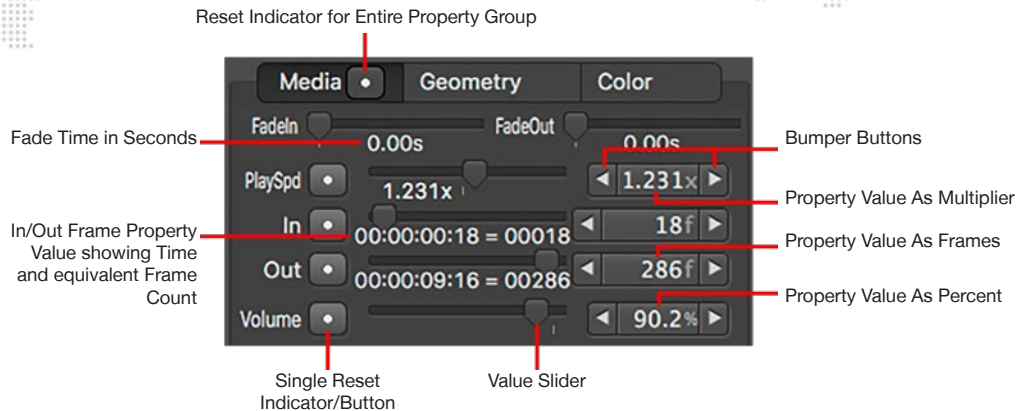 Reset Indicator for Entire Property Group
Media
Geometry
Color
FadeIn
FadeOut
Fade Time in Seconds
0.00s
0.00s
Bumper Buttons
PlaySpd
1.231x
1.231x
Property Value As Multiplier
In/Out Frame Property
Value showing Time
and equivalent Frame
Count
In
00:00:00:18 = 00018
18f
Property Value As Frames
Out
00:00:09:16 = 00286
286f
Property Value As Percent
Volume
90.2%
Single Reset
Indicator/Button
Value Slider